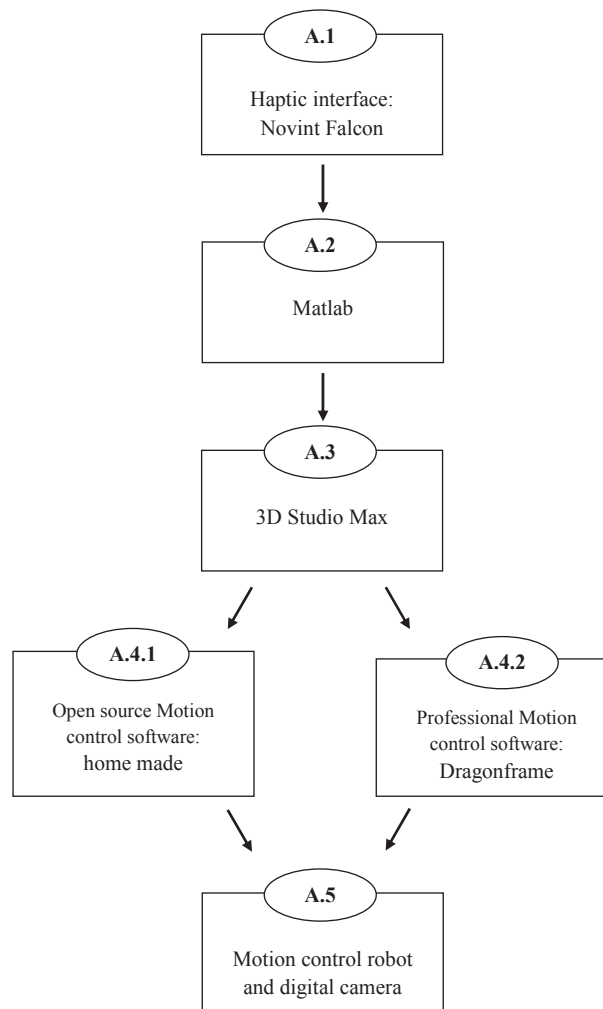 A.1
Haptic interface:
Novint Falcon
A.2
Matlab
A.3
3D Studio Max
A.4.1
Open source Motion
control software:
home made
A.4.2
Professional Motion
control software:
Dragonframe
A.5
Motion control robot
and digital camera